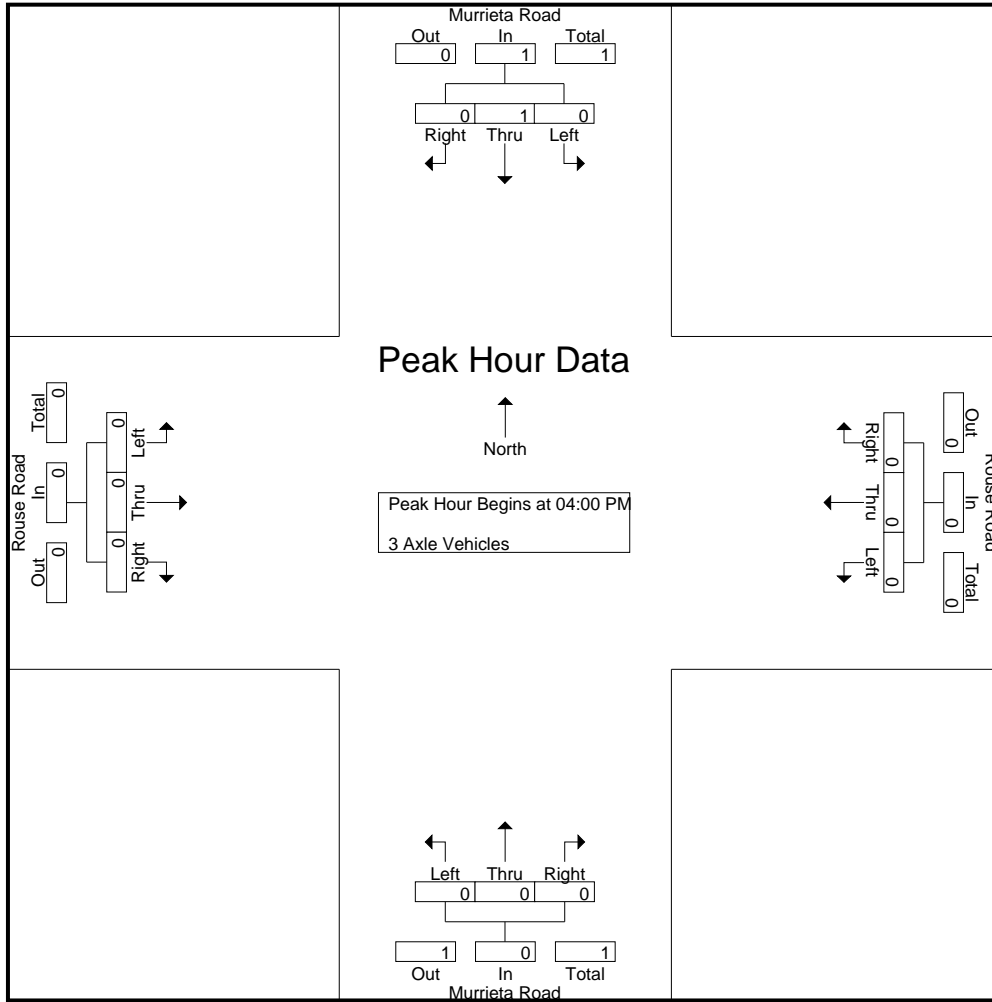 Murrieta Road
Out In Total
0 1 1
0 1 0
Right Thru Left
Peak Hour Data
North
Peak Hour Begins at 04:00 PM
3 Axle Vehicles
Rouse Road
Total In Out
0 0 0
0 0 0
Left Thru Right
Rouse Road
Out In Total
0 0 0
0 0 0
Right Thru Left
Left Thru Right
0 0 0
1 0 1
Out In Total
Murrieta Road